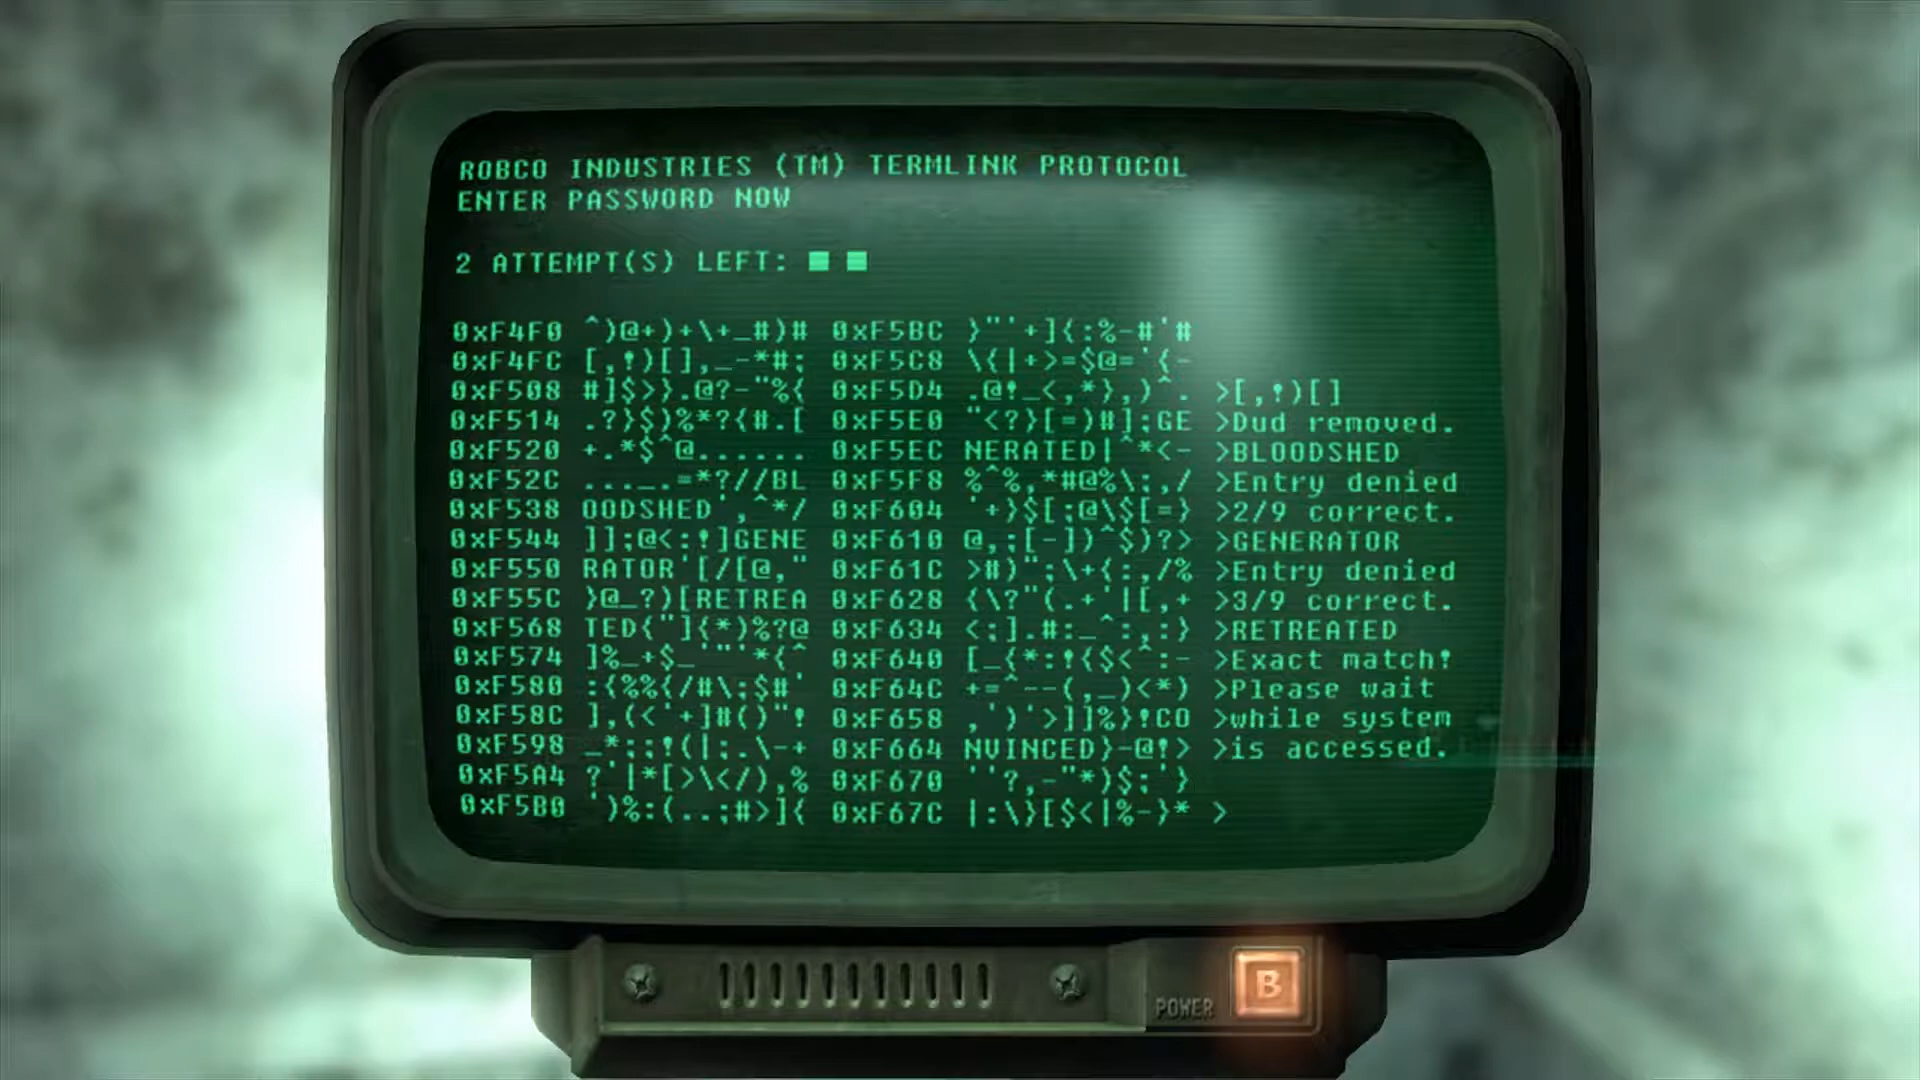 ROBCO INDUSTRIES (TM) TERMLINK PROTOCOL
ENTER PASSWORD NOW
2 ATTEMPT(S) LEFT: ■ ■
0xF4F0 ^)@+)+\+_#)# 0xF5BC }"'+]{:%-#'#
0xF4FC [,!)[],_-*#; 0xF5C8 \{|+>=$@='{-
0xF508 #]$>}.@?-"%{ 0xF5D4 .@!_<,*},)^. >[,!)[]
0xF514 .?}$)%*?{#.[ 0xF5E0 "<?}[=)#];GE >Dud removed.
0xF520 +.*$^@...... 0xF5EC NERATED|^*<- >BLOODSHED
0xF52C ..._.=*?//BL 0xF5F8 %^%,*#@%\:,/ >Entry denied
0xF538 OODSHED',^*/ 0xF604 '+}$[;@\$[=} >2/9 correct.
0xF544 ]];@<:!]GENE 0xF610 @,;[-])^$)?> >GENERATOR
0xF550 RATOR'[/[@," 0xF61C >#)";\+{:,/% >Entry denied
0xF55C }@_?)[RETREA 0xF628 {\?"(.+'|[,+ >3/9 correct.
0xF568 TED{"]{*)%?@ 0xF634 <;].#:_^:,:} >RETREATED
0xF574 ]%_+$_'"'*{^ 0xF640 [_{*:!{$<^:- >Exact match!
0xF580 :{%%{/#\;$#' 0xF64C +=^--(,_)<*) >Please wait
0xF58C ],(<'+]#()"! 0xF658 ,')'>]]%}!CO >while system
0xF598 _*;:!(|;.\-+ 0xF664 NVINCED}-@!> >is accessed.
0xF5A4 ?'|*[>\</),% 0xF670 ''?,-"*)$;'}
0xF5B0 ')%:(..;#>]{ 0xF67C |:\}[$<|%-}* >
POWER
B